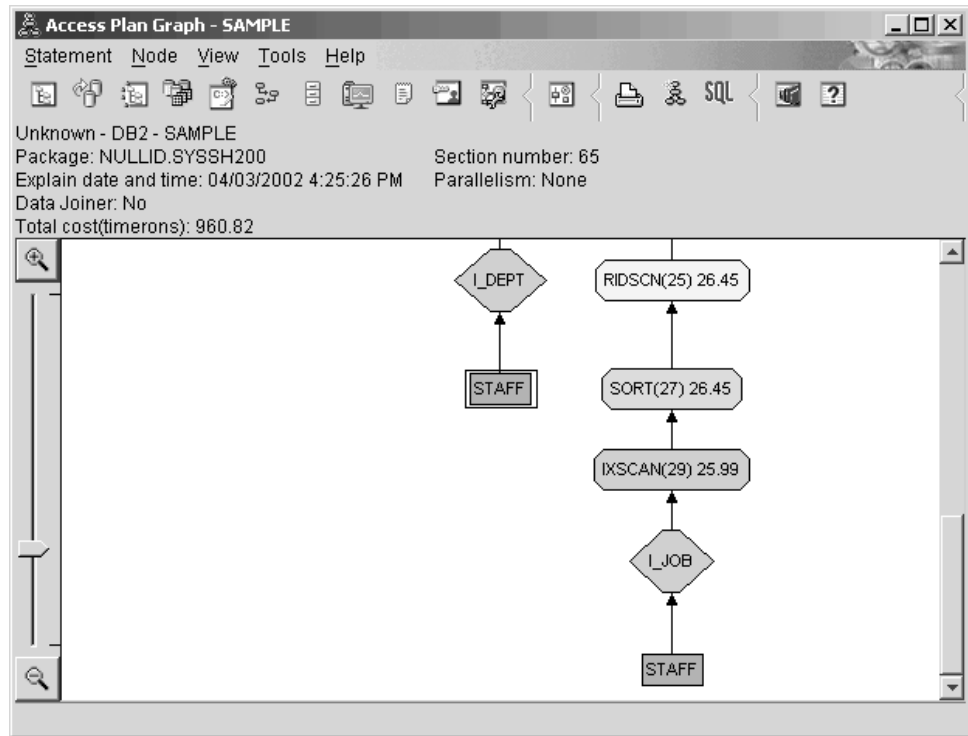 Access Plan Graph - SAMPLE
Statement Node View Tools Help
SQL ?
Unknown - DB2 - SAMPLE
Package: NULLID.SYSSH200 Section number: 65
Explain date and time: 04/03/2002 4:25:26 PM Parallelism: None
Data Joiner: No
Total cost(timerons): 960.82
I_DEPT RIDSCN(25) 26.45
STAFF SORT(27) 26.45
IXSCAN(29) 25.99
I_JOB
STAFF